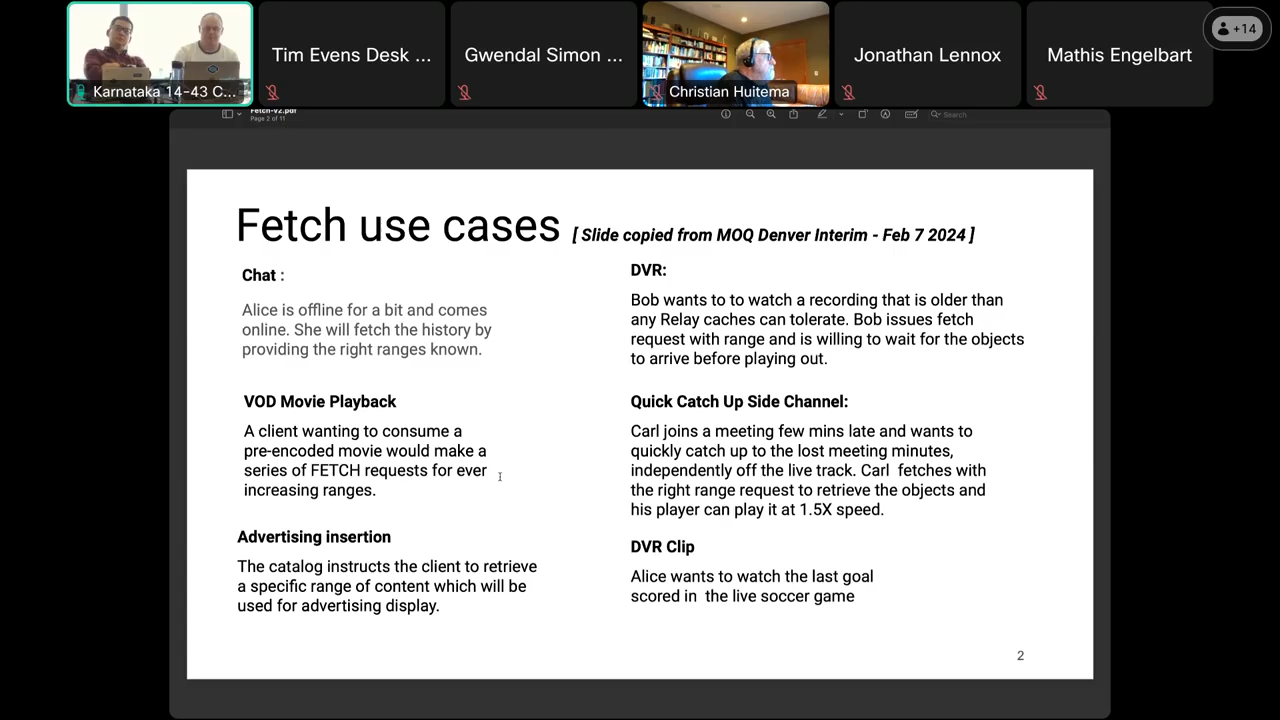 Karnataka 14-43 C...
Tim Evens Desk ...
Gwendal Simon ...
Christian Huitema
Jonathan Lennox
Mathis Engelbart
+14
Fetch-v2.pdf
Page 2 of 11
Search
Fetch use cases [ Slide copied from MOQ Denver Interim - Feb 7 2024 ]
Chat :
Alice is offline for a bit and comes
online. She will fetch the history by
providing the right ranges known.
VOD Movie Playback
A client wanting to consume a
pre-encoded movie would make a
series of FETCH requests for ever
increasing ranges.
Advertising insertion
The catalog instructs the client to retrieve
a specific range of content which will be
used for advertising display.
DVR:
Bob wants to to watch a recording that is older than
any Relay caches can tolerate. Bob issues fetch
request with range and is willing to wait for the objects
to arrive before playing out.
Quick Catch Up Side Channel:
Carl joins a meeting few mins late and wants to
quickly catch up to the lost meeting minutes,
independently off the live track. Carl  fetches with
the right range request to retrieve the objects and
his player can play it at 1.5X speed.
DVR Clip
Alice wants to watch the last goal
scored in  the live soccer game
2